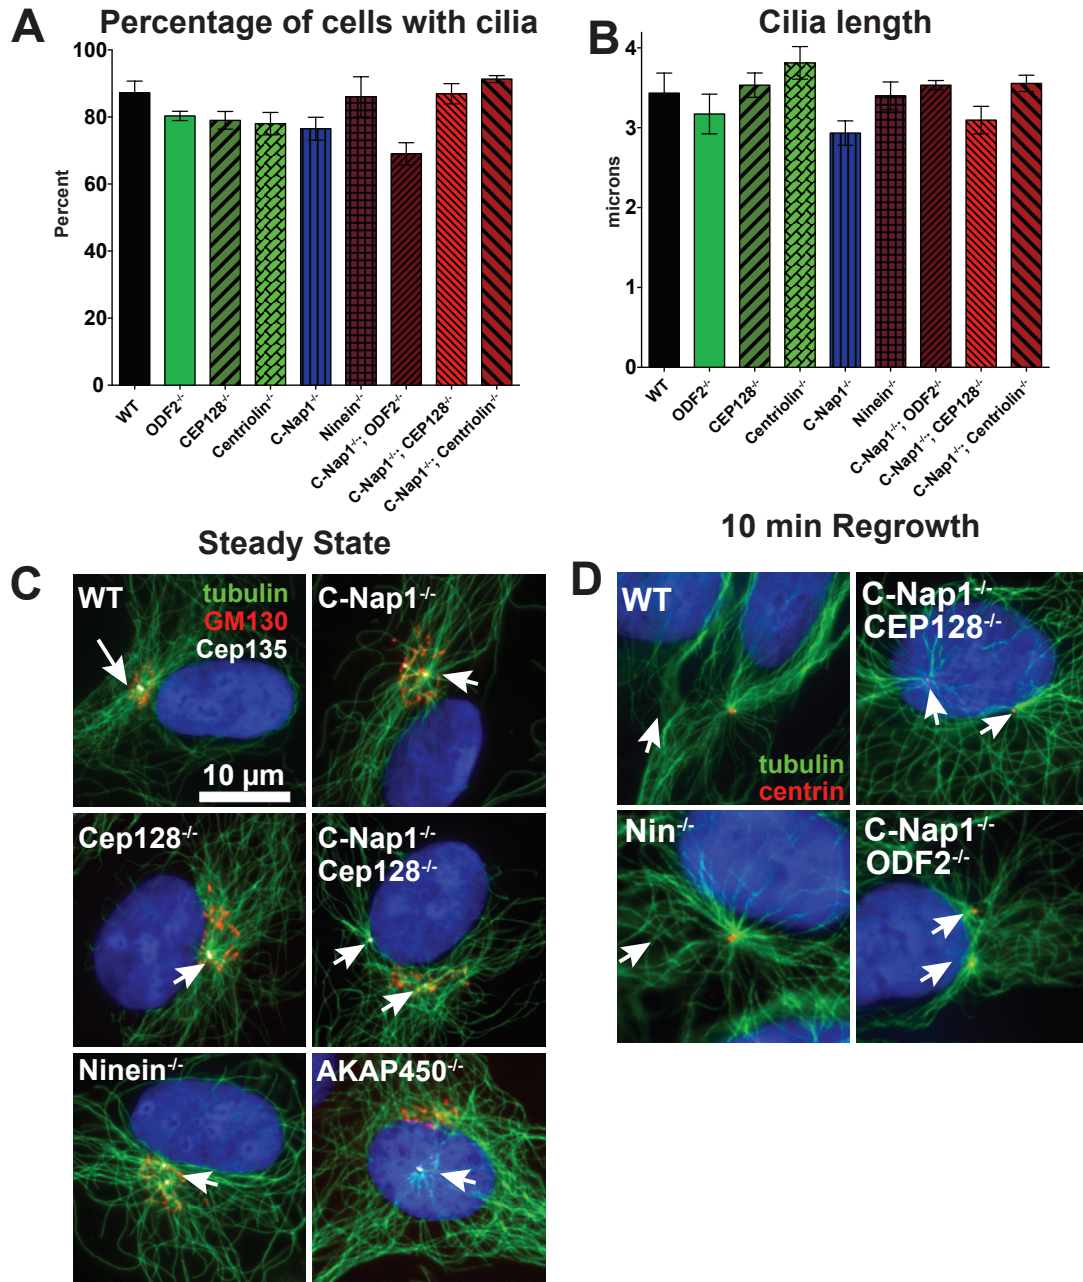 A
Percentage of cells with cilia
Percent
100
80
60
40
20
0
WT
ODF2-/-
CEP128-/-
Centriolin-/-
C-Nap1-/-
Ninein-/-
C-Nap1-/-; ODF2-/-
C-Nap1-/-; CEP128-/-
C-Nap1-/-; Centriolin-/-
B
Cilia length
microns
4
3
2
1
0
WT
ODF2-/-
CEP128-/-
Centriolin-/-
C-Nap1-/-
Ninein-/-
C-Nap1-/-; ODF2-/-
C-Nap1-/-; CEP128-/-
C-Nap1-/-; Centriolin-/-
C
Steady State
WT
tubulin
GM130
Cep135
10 µm
C-Nap1-/-
Cep128-/-
C-Nap1-/-
Cep128-/-
Ninein-/-
AKAP450-/-
D
10 min Regrowth
WT
tubulin
centrin
C-Nap1-/-
CEP128-/-
Nin-/-
C-Nap1-/-
ODF2-/-